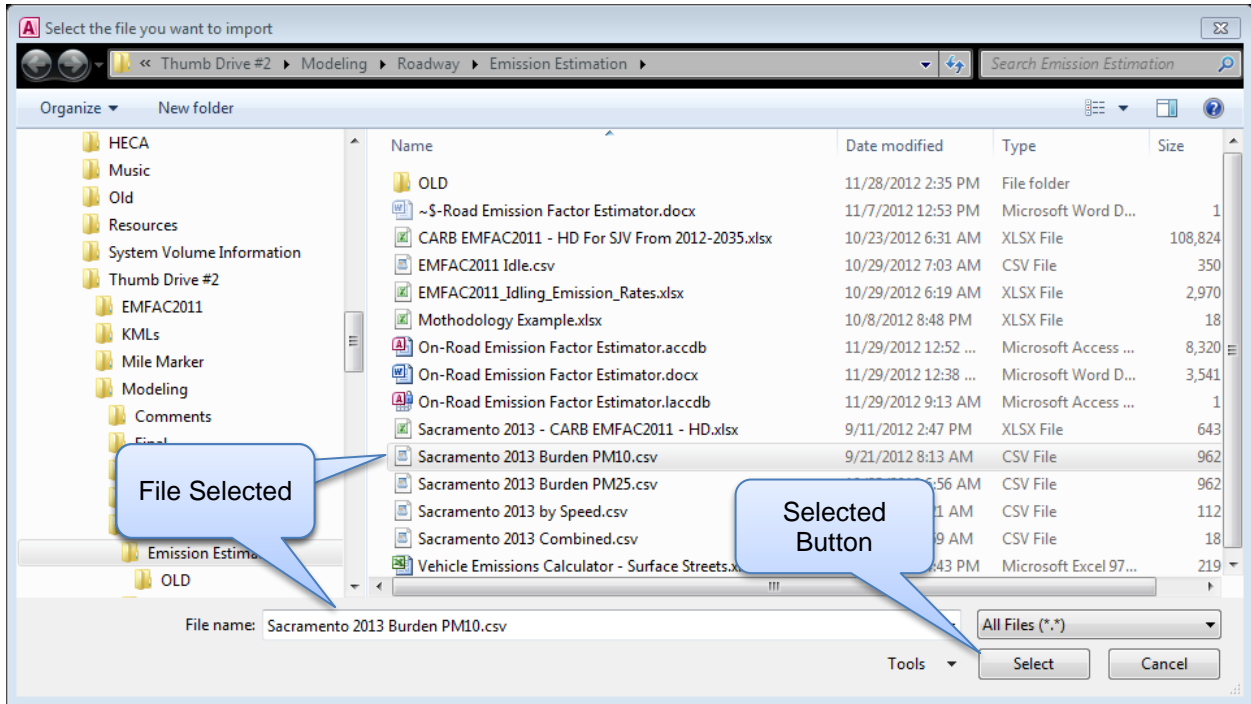 Select the file you want to import
« Thumb Drive #2 ▸ Modeling ▸ Roadway ▸ Emission Estimation ▸
Search Emission Estimation
Organize New folder
HECA
Music
Old
Resources
System Volume Information
Thumb Drive #2
EMFAC2011
KMLs
Mile Marker
Modeling
Comments
Emission
OLD
Name Date modified Type Size
OLD 11/28/2012 2:35 PM File folder
~$-Road Emission Factor Estimator.docx 11/7/2012 12:53 PM Microsoft Word D... 1
CARB EMFAC2011 - HD For SJV From 2012-2035.xlsx 10/23/2012 6:31 AM XLSX File 108,824
EMFAC2011 Idle.csv 10/29/2012 7:03 AM CSV File 350
EMFAC2011_Idling_Emission_Rates.xlsx 10/29/2012 6:19 AM XLSX File 2,970
Mothodology Example.xlsx 10/8/2012 8:48 PM XLSX File 18
On-Road Emission Factor Estimator.accdb 11/29/2012 12:52 ... Microsoft Access ... 8,320
On-Road Emission Factor Estimator.docx 11/29/2012 12:38 ... Microsoft Word D... 3,541
On-Road Emission Factor Estimator.laccdb 11/29/2012 9:13 AM Microsoft Access ... 1
Sacramento 2013 - CARB EMFAC2011 - HD.xlsx 9/11/2012 2:47 PM XLSX File 643
Sacramento 2013 Burden PM10.csv 9/21/2012 8:13 AM CSV File 962
Sacramento 2013 Burden PM25.csv :56 AM CSV File 962
Sacramento 2013 by Speed.csv AM CSV File 112
Sacramento 2013 Combined.csv AM CSV File 18
Vehicle Emissions Calculator - Surface Streets :43 PM Microsoft Excel 97... 219
File Selected
Selected
Button
File name: Sacramento 2013 Burden PM10.csv All Files (*.*)
Tools Select Cancel